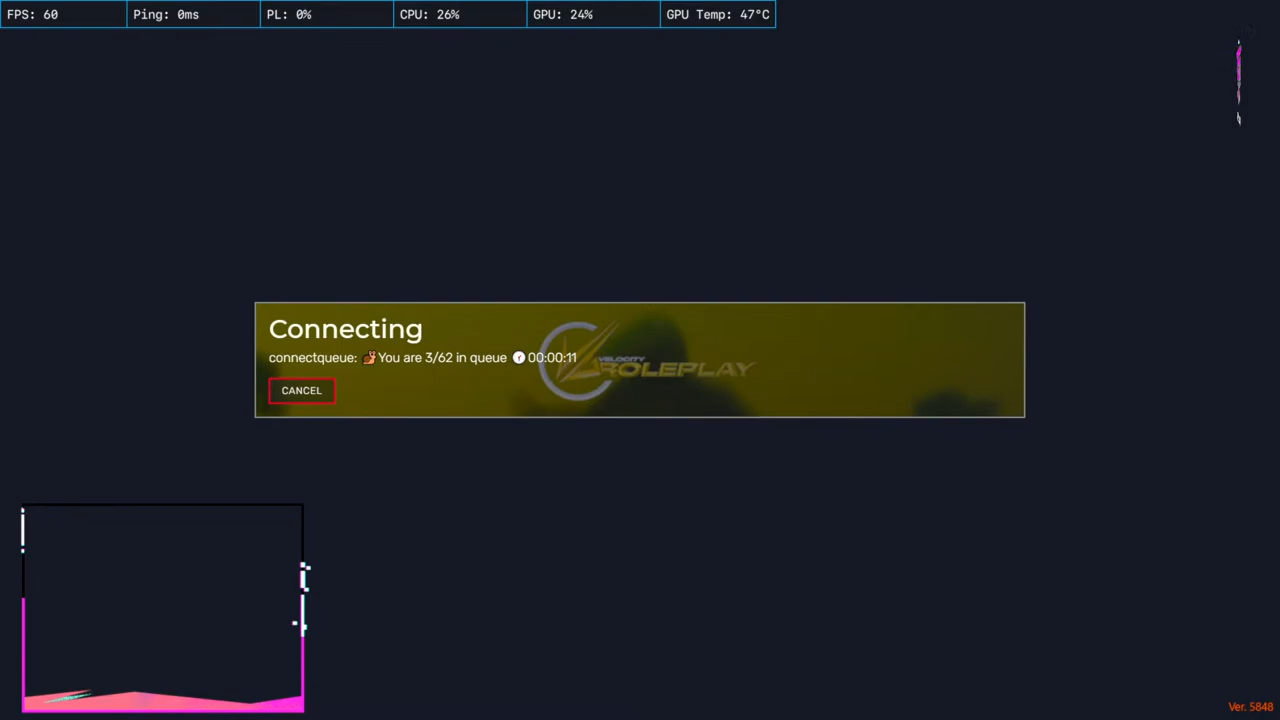 FPS: 60 Ping: 0ms PL: 0% CPU: 26% GPU: 24% GPU Temp: 47°C
Connecting
connectqueue: 🐌You are 3/62 in queue 🕐00:00:11
VELOCITY
ROLEPLAY
CANCEL
Ver. 5848